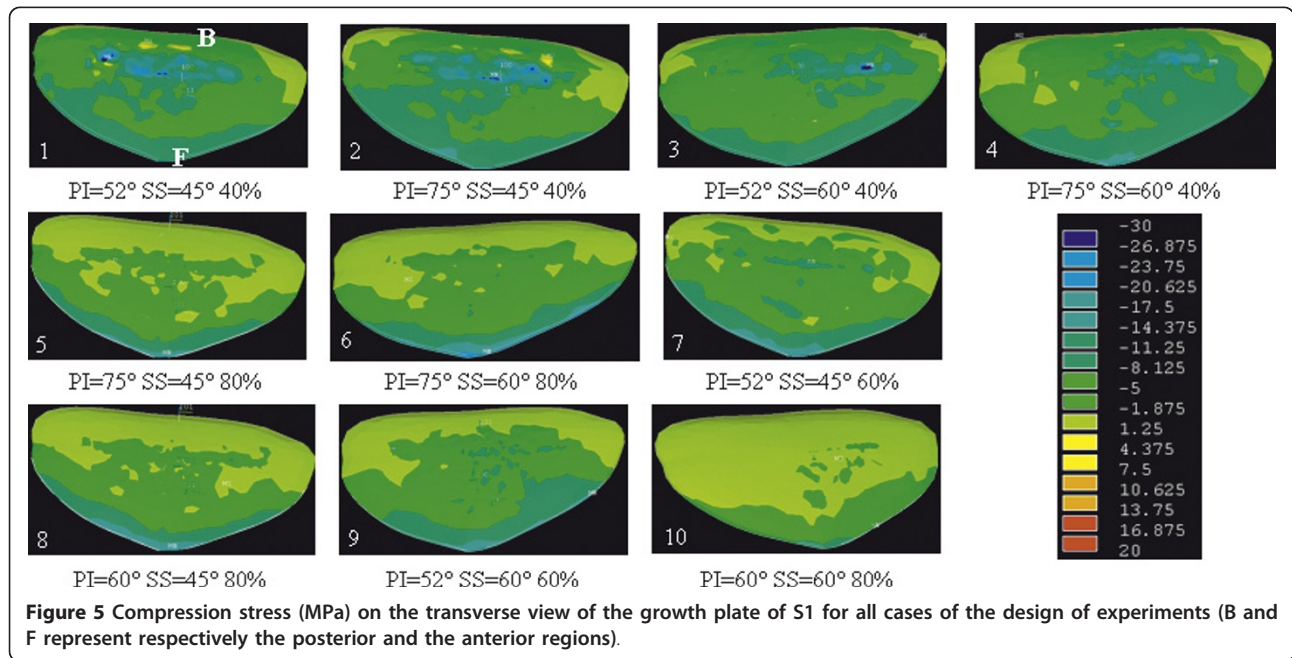 B
F
1
2
3
4
PI=52° SS=45° 40%
PI=75° SS=45° 40%
PI=52° SS=60° 40%
PI=75° SS=60° 40%
5
6
7
PI=75° SS=45° 80%
PI=75° SS=60° 80%
PI=52° SS=45° 60%
8
9
10
PI=60° SS=45° 80%
PI=52° SS=60° 60%
PI=60° SS=60° 80%
-30
-26.875
-23.75
-20.625
-17.5
-14.375
-11.25
-8.125
-5
-1.875
1.25
4.375
7.5
10.625
13.75
16.875
20
Figure 5 Compression stress (MPa) on the transverse view of the growth plate of S1 for all cases of the design of experiments (B and
F represent respectively the posterior and the anterior regions).